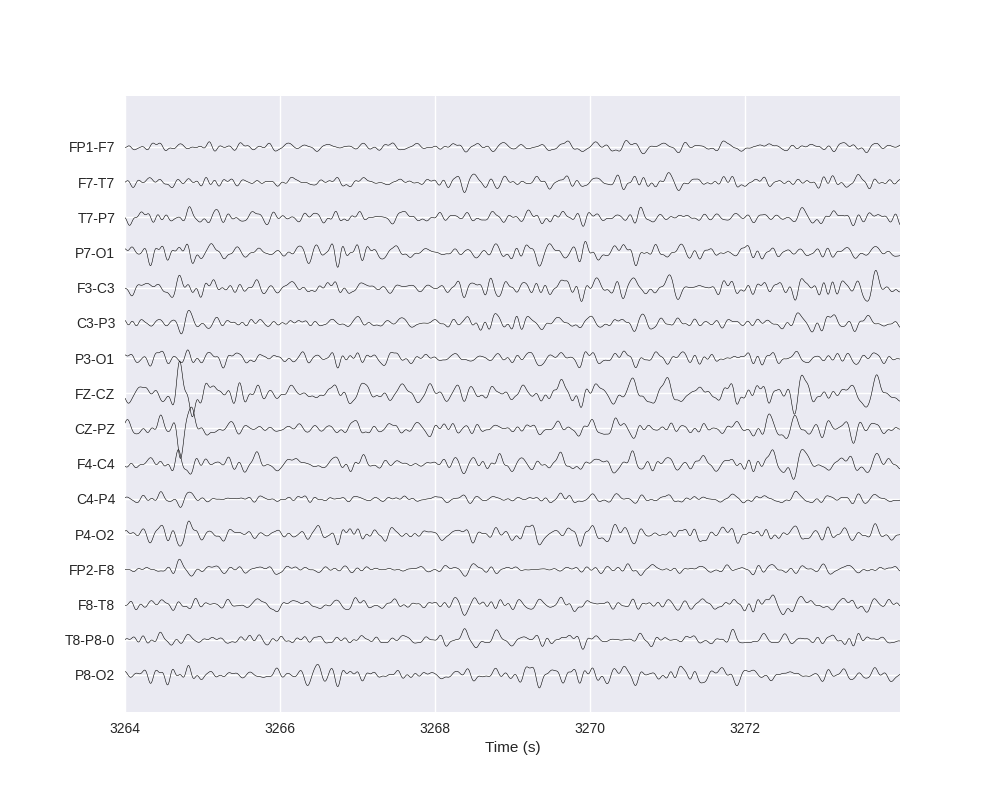 FP1-F7
F7-T7
T7-P7
P7-O1
F3-C3
C3-P3
P3-O1
FZ-CZ
CZ-PZ
F4-C4
C4-P4
P4-O2
FP2-F8
F8-T8
T8-P8-0
P8-O2
3264 3266 3268 3270 3272
Time (s)